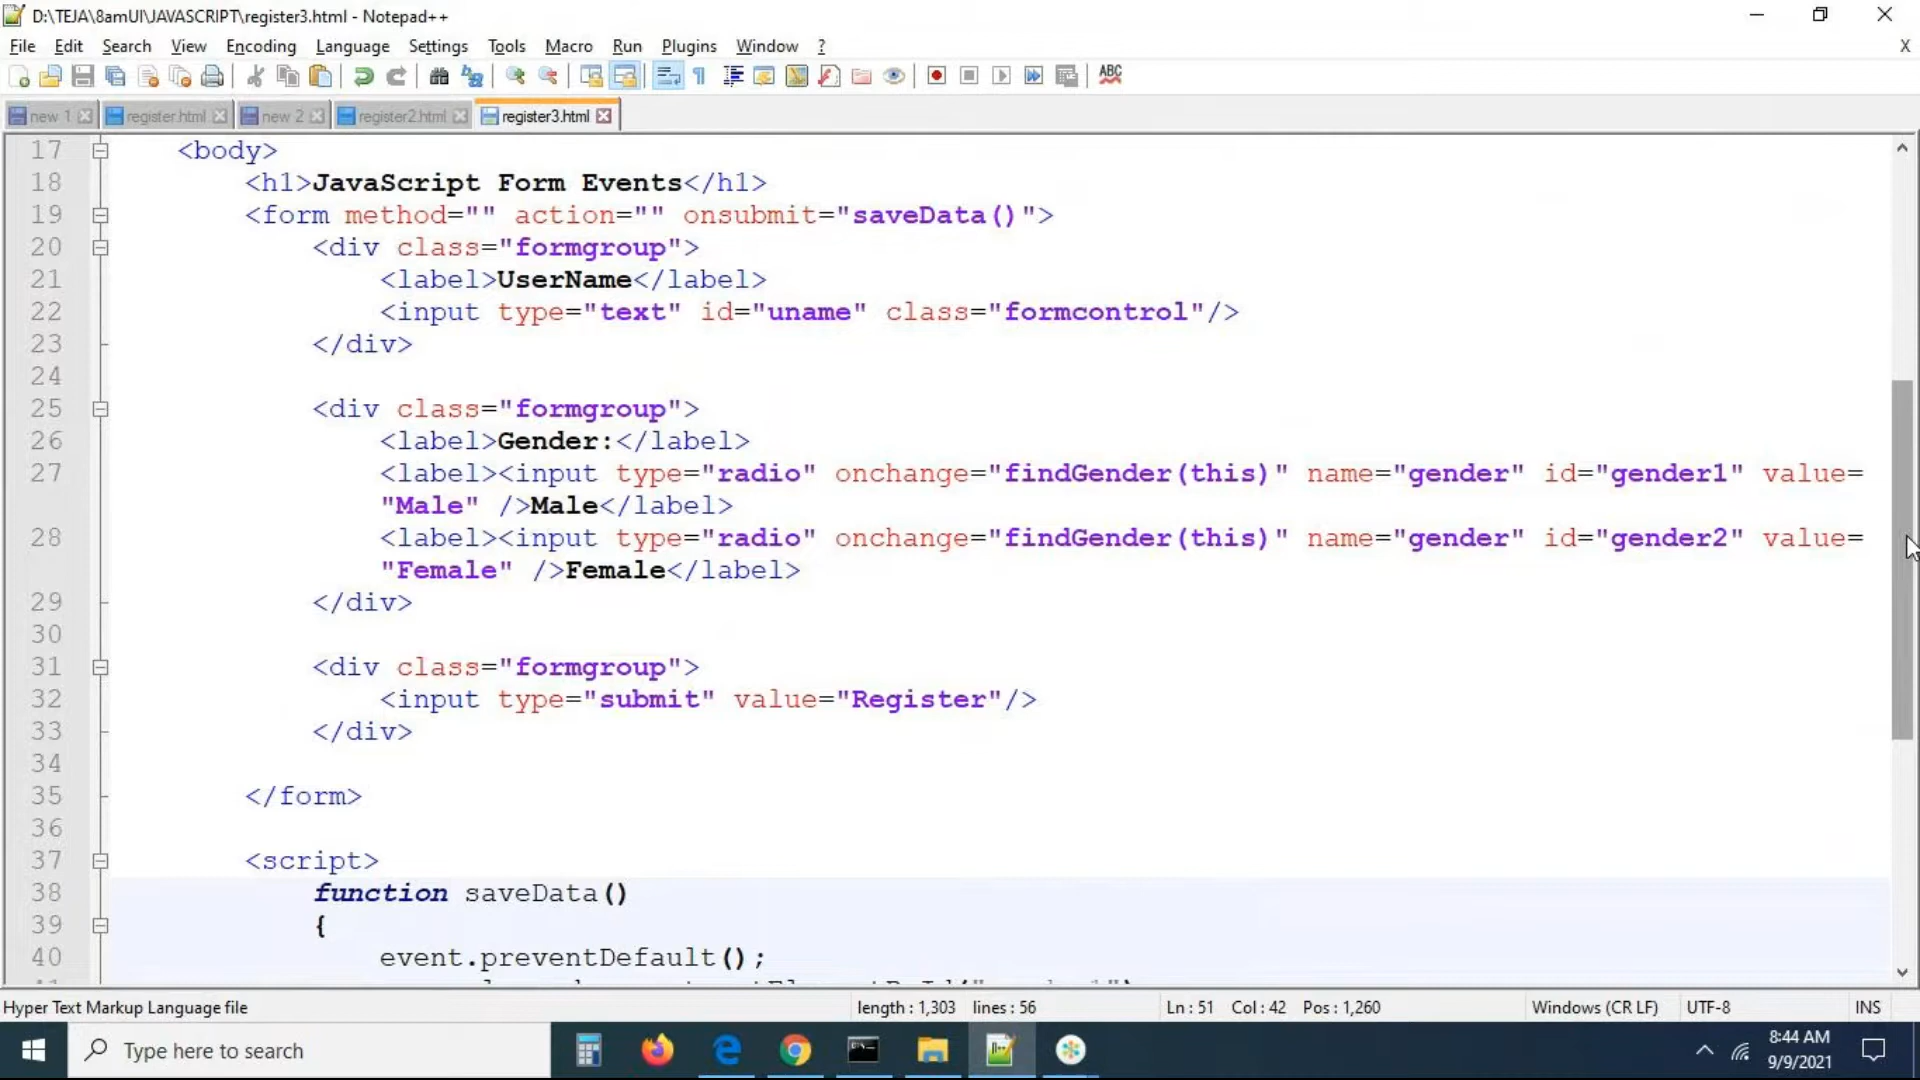 D:\TEJA\8amUI\JAVASCRIPT\register3.html - Notepad++
File Edit Search View Encoding Language Settings Tools Macro Run Plugins Window ? X
ABC
new 1 register.html new 2 register2.html register3.html
17 <body>
18 <h1>JavaScript Form Events</h1>
19 <form method="" action="" onsubmit="saveData()">
20 <div class="formgroup">
21 <label>UserName</label>
22 <input type="text" id="uname" class="formcontrol"/>
23 </div>
24
25 <div class="formgroup">
26 <label>Gender:</label>
27 <label><input type="radio" onchange="findGender(this)" name="gender" id="gender1" value=
"Male" />Male</label>
28 <label><input type="radio" onchange="findGender(this)" name="gender" id="gender2" value=
"Female" />Female</label>
29 </div>
30
31 <div class="formgroup">
32 <input type="submit" value="Register"/>
33 </div>
34
35 </form>
36
37 <script>
38 function saveData()
39 {
40 event.preventDefault();
Hyper Text Markup Language file length : 1,303 lines : 56 Ln : 51 Col : 42 Pos : 1,260 Windows (CR LF) UTF-8 INS
Type here to search
8:44 AM
9/9/2021